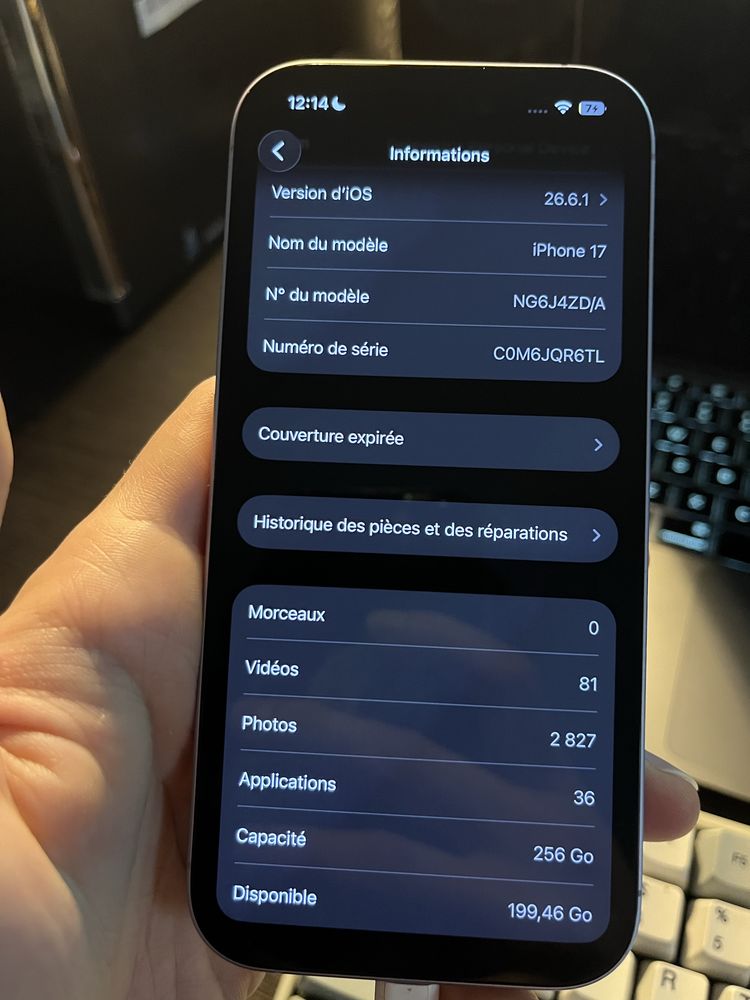 12:14
7
Informations
Version d'iOS 26.6.1
Nom du modèle iPhone 17
N° du modèle NG6J4ZD/A
Numéro de série C0M6JQR6TL
Couverture expirée
Historique des pièces et des réparations
Morceaux 0
Vidéos 81
Photos 2 827
Applications 36
Capacité 256 Go
Disponible 199,46 Go
%
5
R